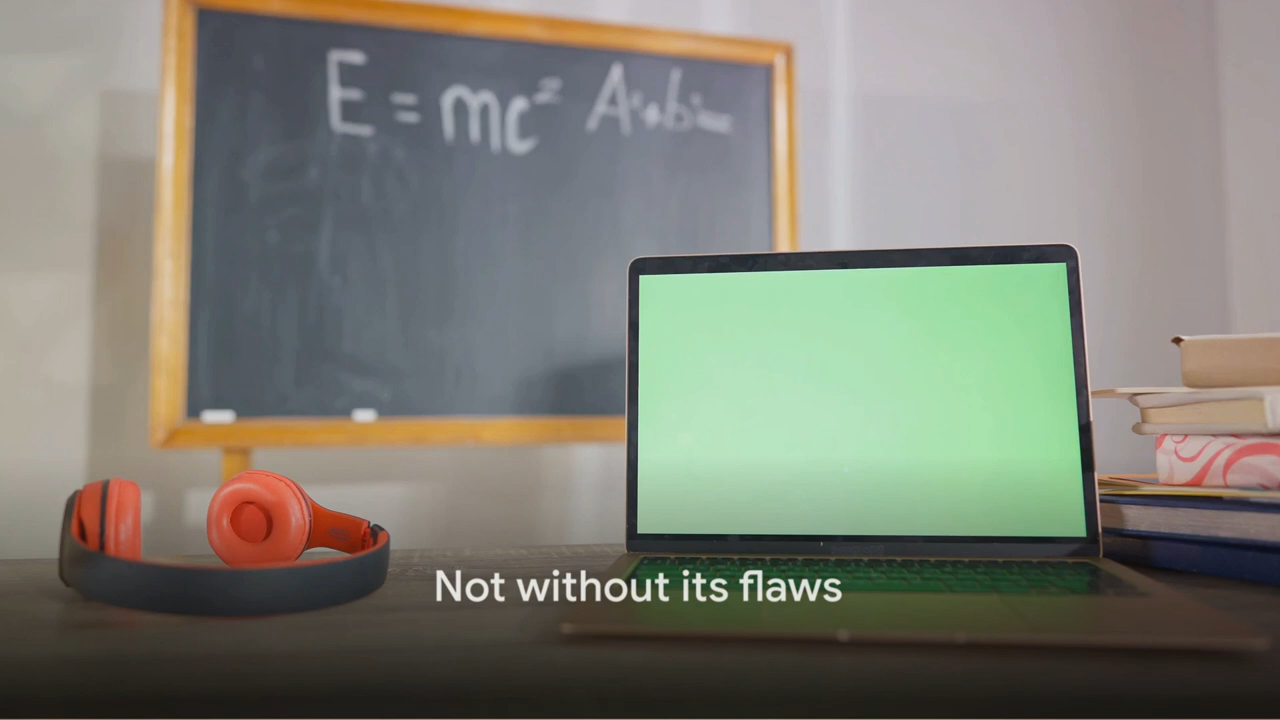 E = mc²
Not without its flaws